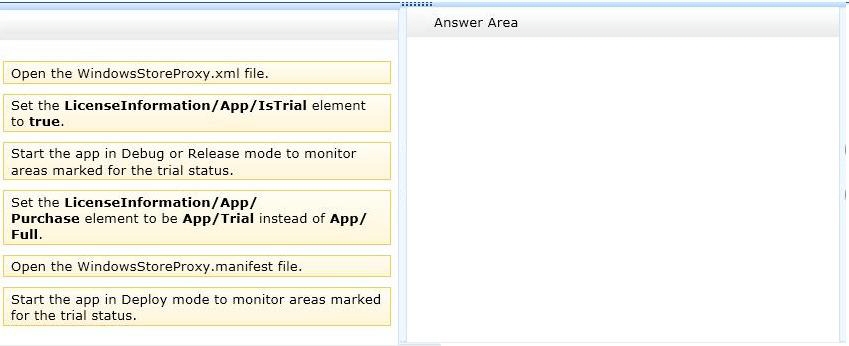 Answer Area
Open the WindowsStoreProxy.xml file.
Set the LicenseInformation/App/IsTrial element
to true.
Start the app in Debug or Release mode to monitor
areas marked for the trial status.
Set the LicenseInformation/App/
Purchase element to be App/Trial instead of App/
Full.
Open the WindowsStoreProxy.manifest file.
Start the app in Deploy mode to monitor areas marked
for the trial status.